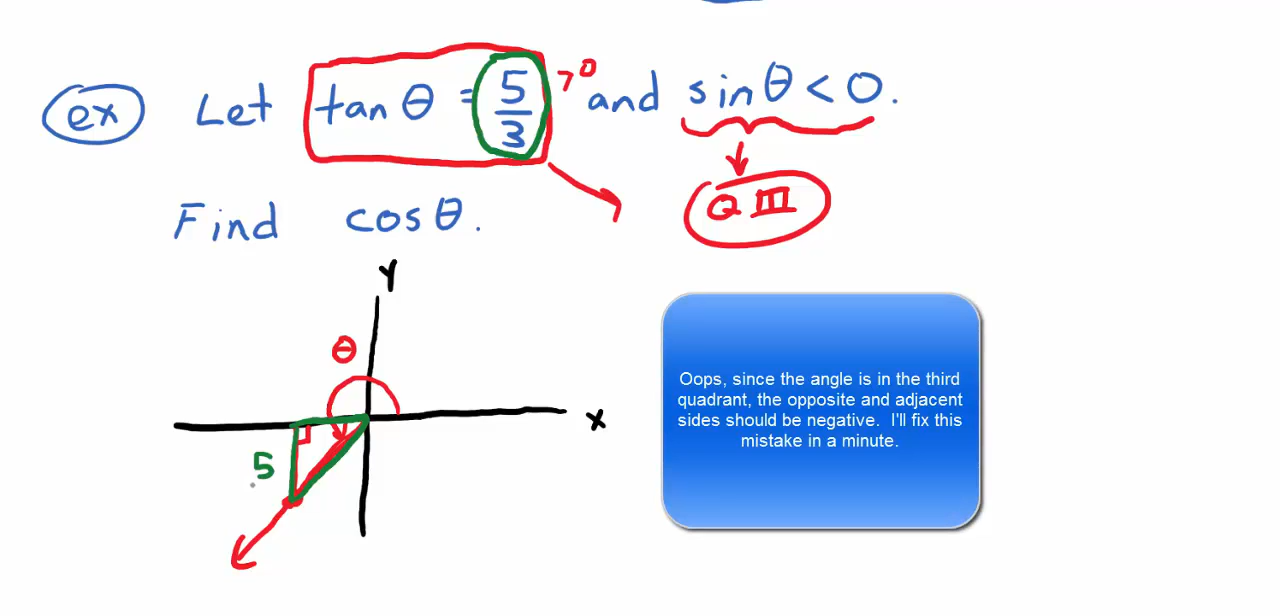 ex Let tan θ = 5/3 > 0 and sin θ < 0.
Q III
Find cos θ.
Y
θ
X
5
Oops, since the angle is in the third
quadrant, the opposite and adjacent
sides should be negative. I'll fix this
mistake in a minute.